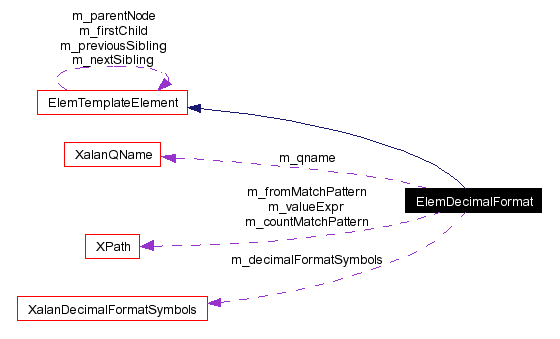 m_parentNode
m_firstChild
m_previousSibling
m_nextSibling
ElemTemplateElement
XalanQName
m_qname
ElemDecimalFormat
m_fromMatchPattern
m_valueExpr
m_countMatchPattern
XPath
m_decimalFormatSymbols
XalanDecimalFormatSymbols